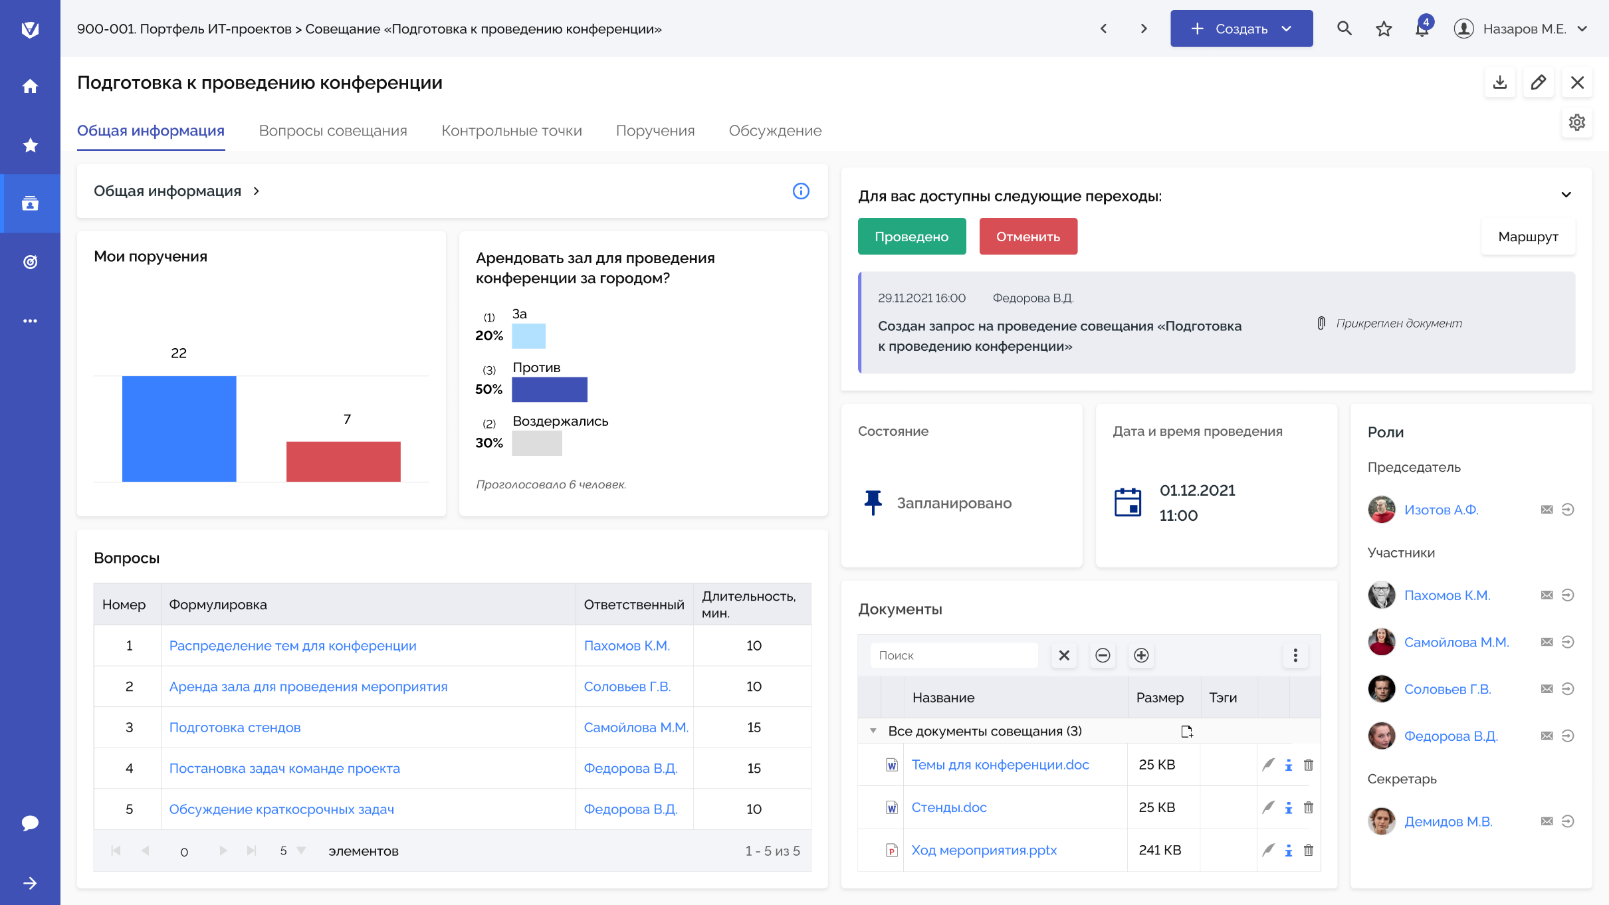 900-001. Портфель ИТ-проектов > Совещание «Подготовка к проведению конференции»
Создать
4
Назаров М.Е.
Подготовка к проведению конференции
Общая информация
Вопросы совещания
Контрольные точки
Поручения
Обсуждение
Общая информация
Мои поручения
22
7
Арендовать зал для проведения
конференции за городом?
(1) За
20%
(3) Против
50%
(2) Воздержались
30%
Проголосовало 6 человек.
Вопросы
Номер Формулировка Ответственный Длительность, мин.
1 Распределение тем для конференции Пахомов К.М. 10
2 Аренда зала для проведения мероприятия Соловьев Г.В. 10
3 Подготовка стендов Самойлова М.М. 15
4 Постановка задач команде проекта Федорова В.Д. 15
5 Обсуждение краткосрочных задач Федорова В.Д. 10
0 5 элементов 1 - 5 из 5
Для вас доступны следующие переходы:
Проведено
Отменить
Маршрут
29.11.2021 16:00 Федорова В.Д.
Создан запрос на проведение совещания «Подготовка
к проведению конференции»
Прикреплен документ
Состояние
Запланировано
Дата и время проведения
01.12.2021
11:00
Документы
Поиск
Название Размер Тэги
Все документы совещания (3)
Темы для конференции.doc 25 KB
Стенды.doc 25 KB
Ход мероприятия.pptx 241 KB
Роли
Председатель
Изотов А.Ф.
Участники
Пахомов К.М.
Самойлова М.М.
Соловьев Г.В.
Федорова В.Д.
Секретарь
Демидов М.В.